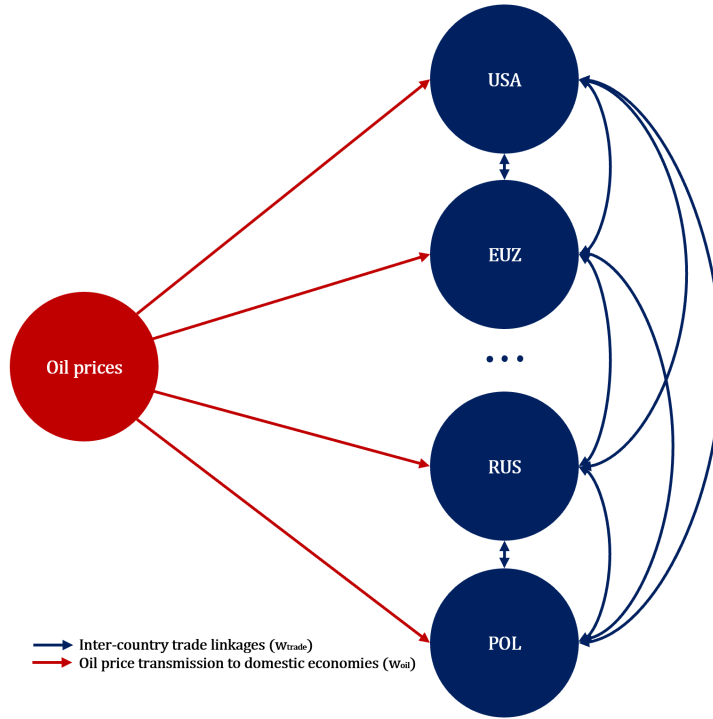 USA
EUZ
• • •
Oil prices
RUS
POL
Inter-country trade linkages (wtrade)
Oil price transmission to domestic economies (woil)